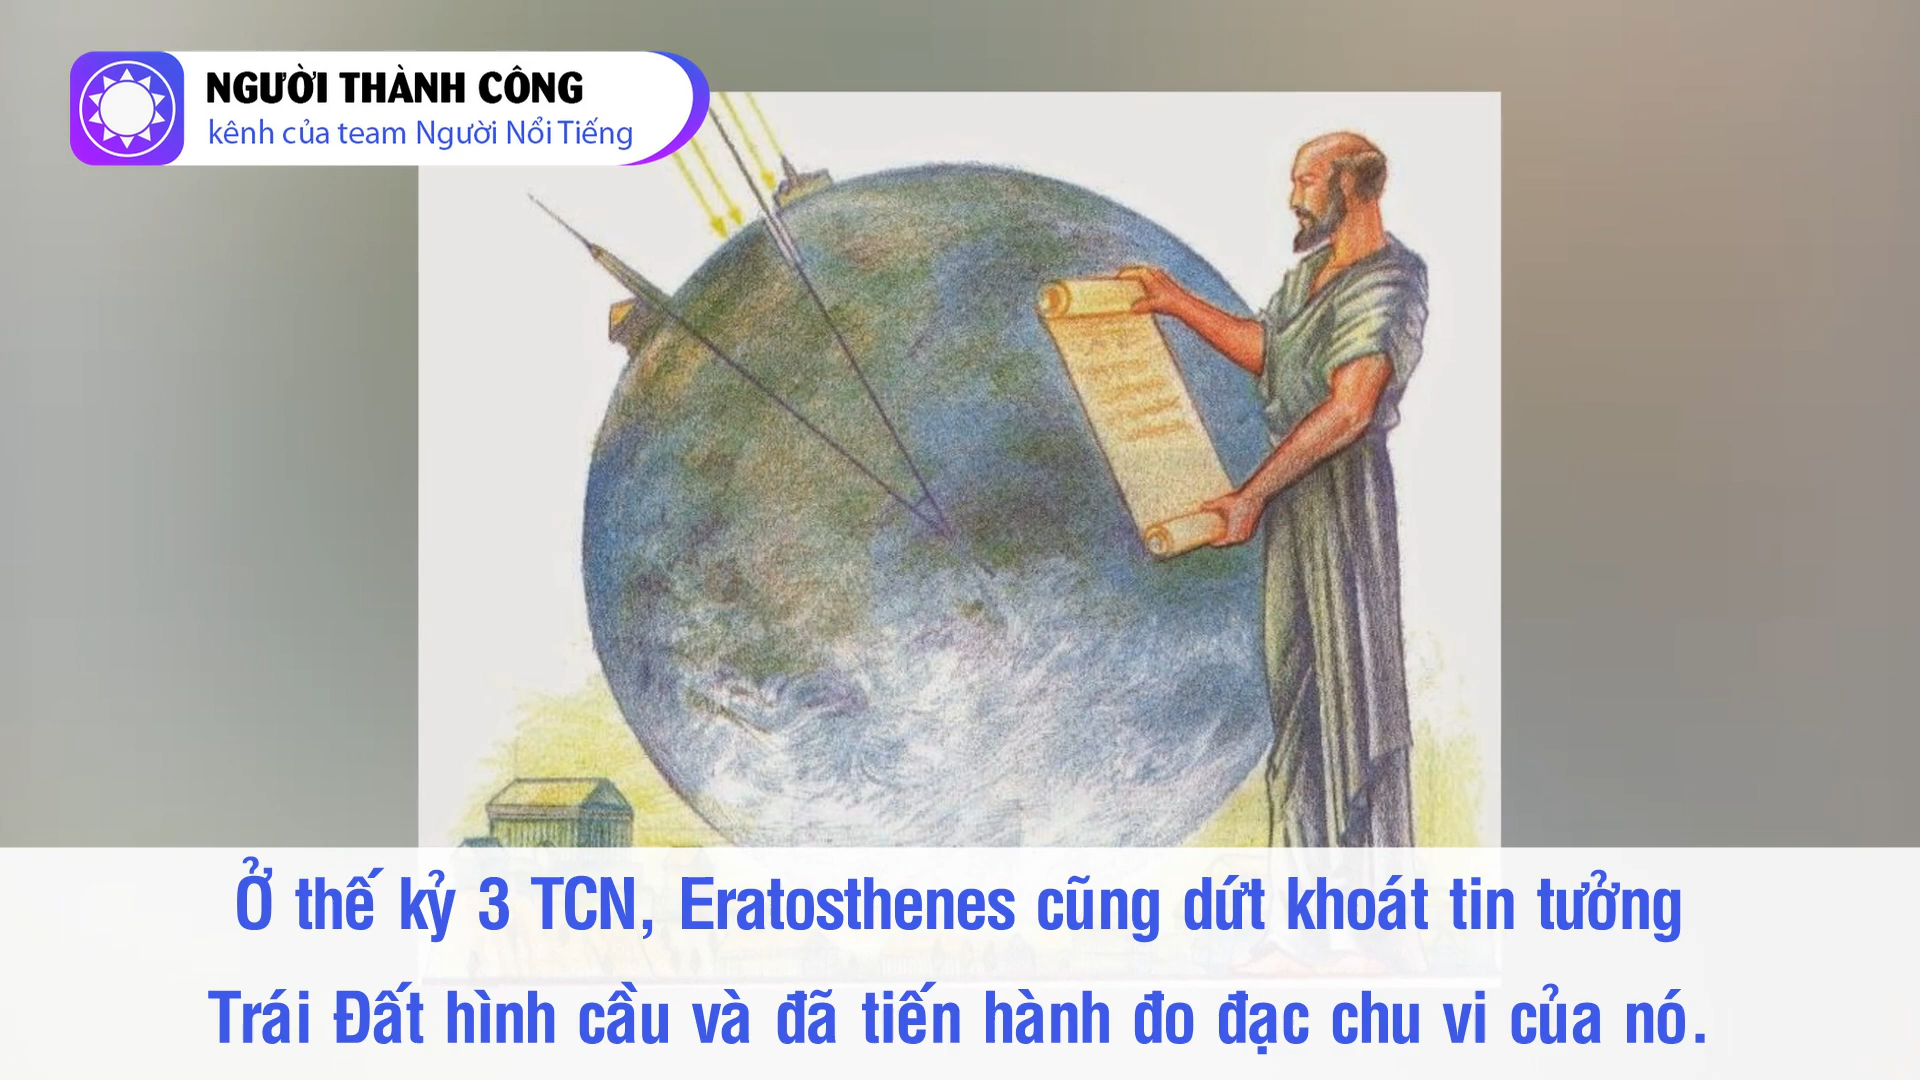 NGƯỜI THÀNH CÔNG
kênh của team Người Nổi Tiếng
Ở thế kỷ 3 TCN, Eratosthenes cũng dứt khoát tin tưởng
Trái Đất hình cầu và đã tiến hành đo đạc chu vi của nó.